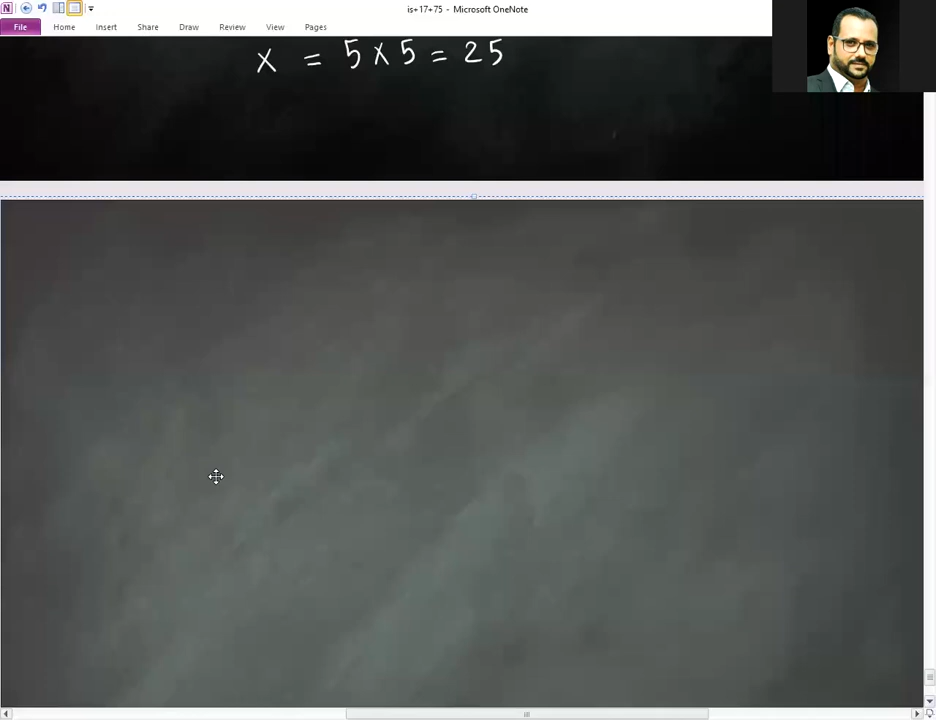 is+17+75 - Microsoft OneNote
File Home Insert Share Draw Review View Pages
x = 5 x 5 = 25